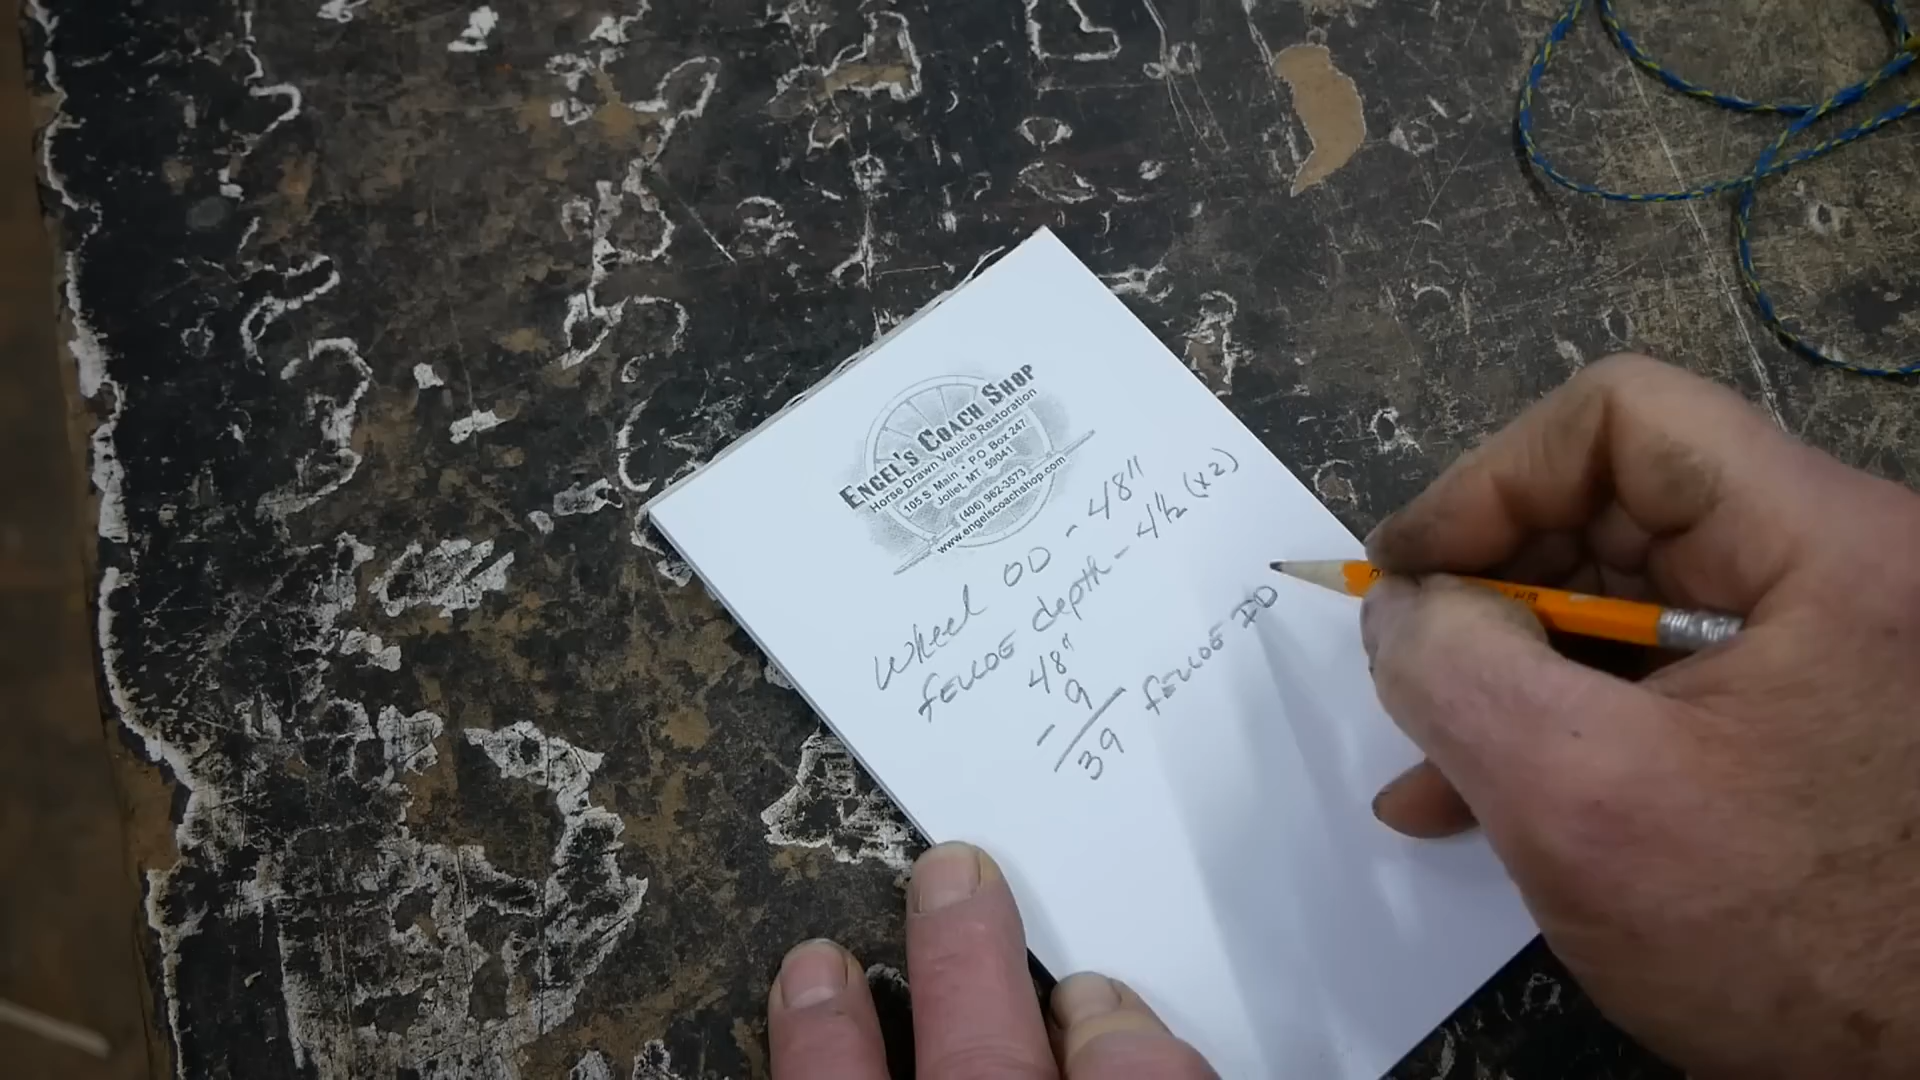 ENGEL'S COACH SHOP
Horse Drawn Vehicle Restoration
105 S. Main • P.O. Box 247
Joliet, MT. 59041
(406) 962-3573
www.engelscoachshop.com
Wheel OD - 48"
FELLOE depth - 4½ (x2)
48"
- 9
39 FELLOE ID
HB